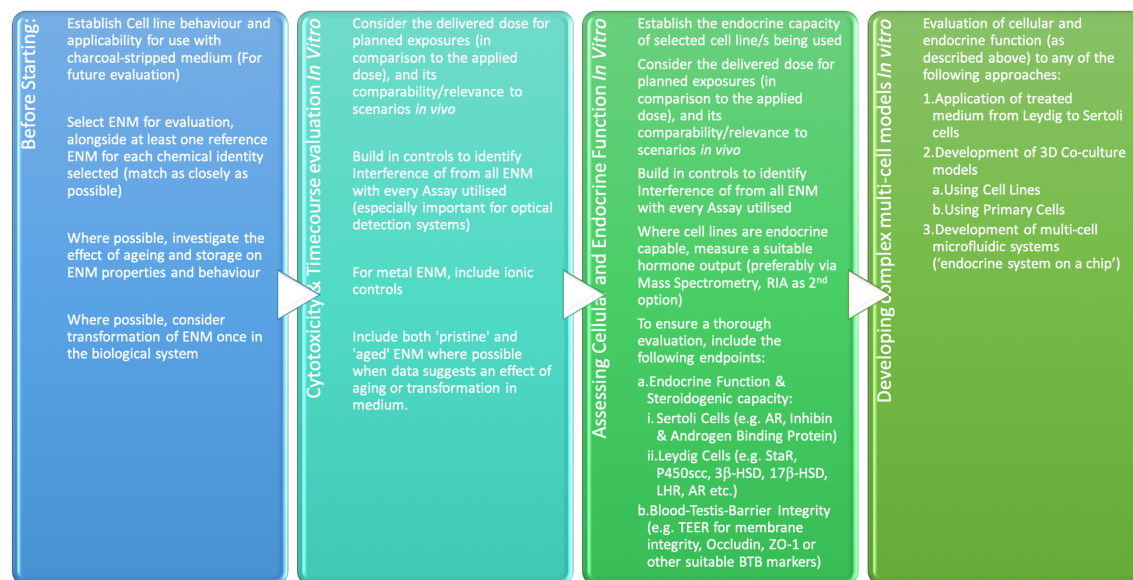 Before Starting:
Establish Cell line behaviour and
applicability for use with
charcoal-stripped medium (For
future evaluation)
Select ENM for evaluation,
alongside at least one reference
ENM for each chemical identity
selected (match as closely as
possible)
Where possible, investigate the
effect of ageing and storage on
ENM properties and behaviour
Where possible, consider
transformation of ENM once in
the biological system
Cytotoxicity & Timecourse evaluation In Vitro
Consider the delivered dose for
planned exposures (in
comparison to the applied
dose), and its
comparability/relevance to
scenarios in vivo
Build in controls to identify
Interference of from all ENM
with every Assay utilised
(especially important for optical
detection systems)
For metal ENM, include ionic
controls
Include both 'pristine' and
'aged' ENM where possible
when data suggests an effect of
aging or transformation in
medium.
Assessing Cellular and Endocrine Function In Vitro
Establish the endocrine capacity
of selected cell line/s being used
Consider the delivered dose for
planned exposures (in
comparison to the applied
dose), and its
comparability/relevance to
scenarios in vivo
Build in controls to identify
Interference of from all ENM
with every Assay utilised
Where cell lines are endocrine
capable, measure a suitable
hormone output (preferably via
Mass Spectrometry, RIA as 2nd
option)
To ensure a thorough
evaluation, include the
following endpoints:
a.Endocrine Function &
Steroidogenic capacity:
i. Sertoli Cells (e.g. AR, Inhibin
& Androgen Binding Protein)
ii.Leydig Cells (e.g. StaR,
P450scc, 3β-HSD, 17β-HSD,
LHR, AR etc.)
b.Blood-Testis-Barrier Integrity
(e.g. TEER for membrane
integrity, Occludin, ZO-1 or
other suitable BTB markers)
Developing complex multi-cell models In vitro
Evaluation of cellular and
endocrine function (as
described above) to any of the
following approaches:
1.Application of treated
medium from Leydig to Sertoli
cells
2.Development of 3D Co-culture
models
a.Using Cell Lines
b.Using Primary Cells
3.Development of multi-cell
microfluidic systems
('endocrine system on a chip')